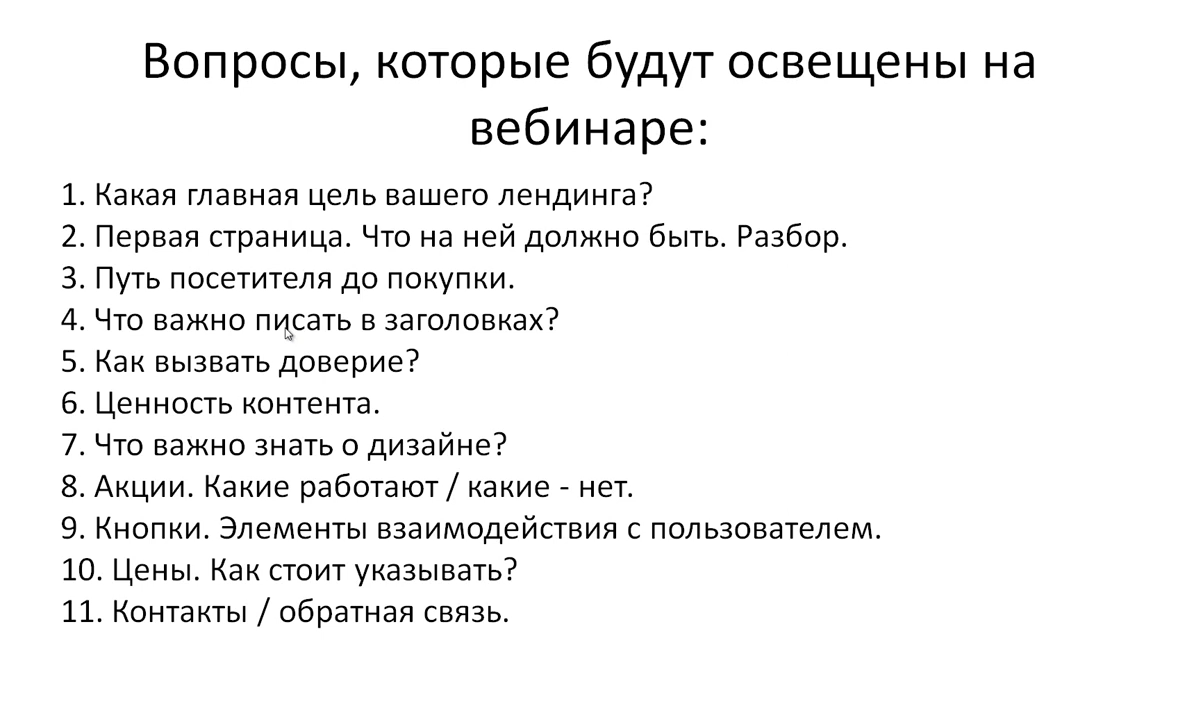 Вопросы, которые будут освещены на
вебинаре:
1. Какая главная цель вашего лендинга?
2. Первая страница. Что на ней должно быть. Разбор.
3. Путь посетителя до покупки.
4. Что важно писать в заголовках?
5. Как вызвать доверие?
6. Ценность контента.
7. Что важно знать о дизайне?
8. Акции. Какие работают / какие - нет.
9. Кнопки. Элементы взаимодействия с пользователем.
10. Цены. Как стоит указывать?
11. Контакты / обратная связь.